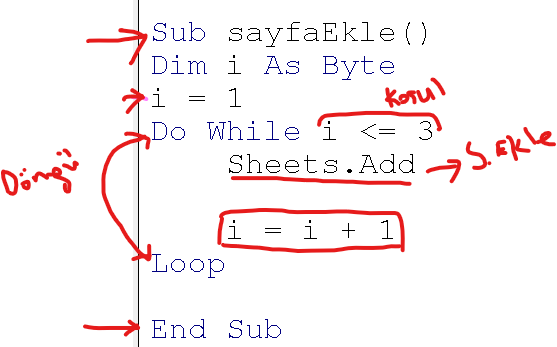 Sub sayfaEkle()
Dim i As Byte
i = 1
Koşul
Do While i <= 3
Sheets.Add
S. Ekle
Döngü
i = i + 1
Loop
End Sub